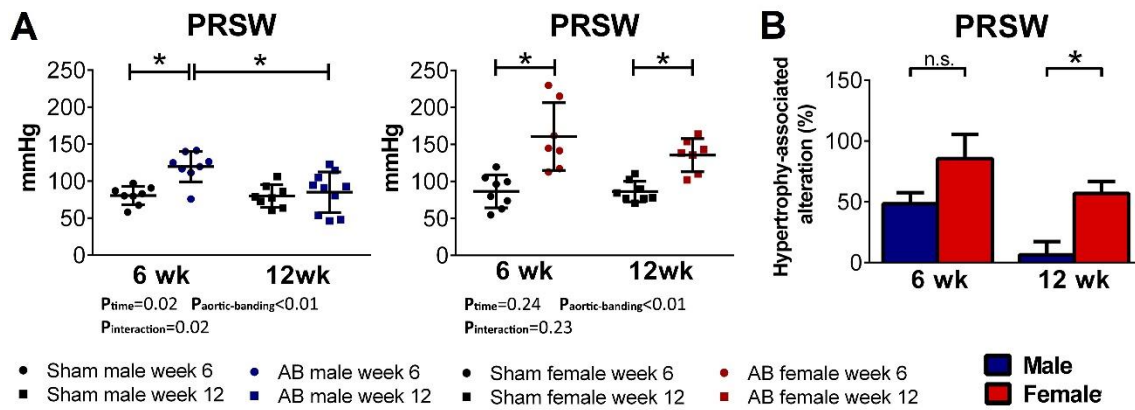 A
PRSW
*
*
mmHg
250
200
150
100
50
0
6 wk
12wk
Ptime=0.02 Paortic-banding<0.01
Pinteraction=0.02
PRSW
*
*
mmHg
250
200
150
100
50
0
6 wk
12wk
Ptime=0.24 Paortic-banding<0.01
Pinteraction=0.23
B
PRSW
n.s.
*
Hypertrophy-associated
alteration (%)
150
100
50
0
6 wk
12 wk
Sham male week 6
AB male week 6
Sham female week 6
AB female week 6
Sham male week 12
AB male week 12
Sham female week 12
AB female week 12
Male
Female